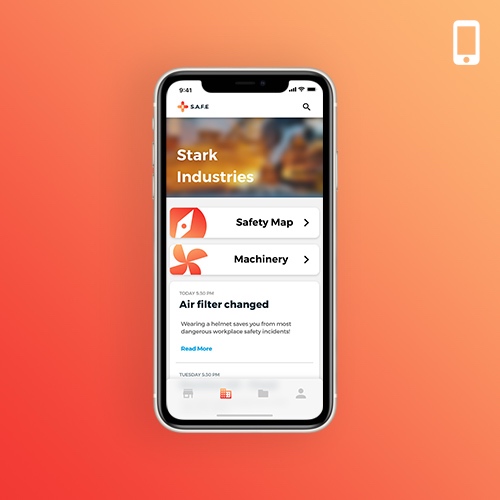 9:41
S.A.F.E
Stark
Industries
Safety Map
Machinery
TODAY 5.30 PM
Air filter changed
Wearing a helmet saves you from most
dangerous workplace safety incidents!
Read More
TUESDAY 5.30 PM